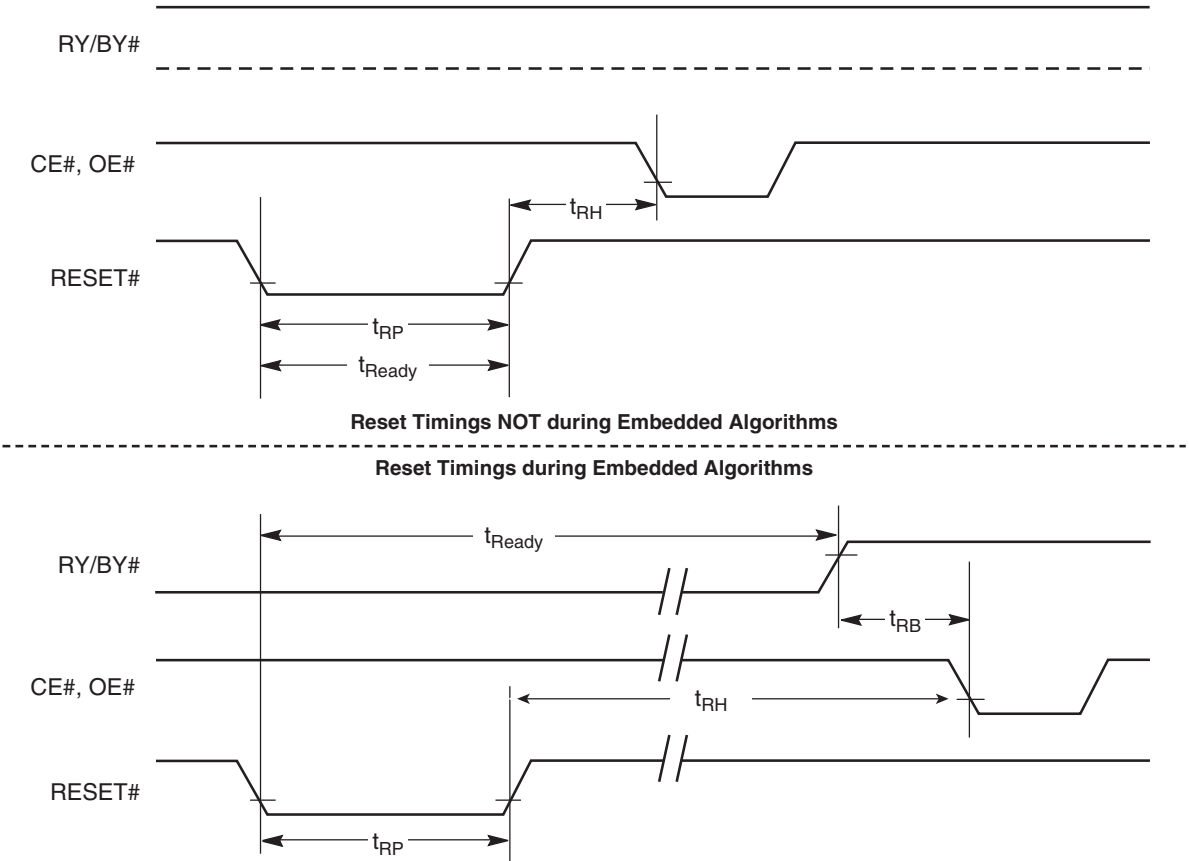 RY/BY#
CE#, OE#
tRH
RESET#
tRP
tReady
Reset Timings NOT during Embedded Algorithms
Reset Timings during Embedded Algorithms
tReady
RY/BY#
tRB
CE#, OE#
tRH
RESET#
tRP